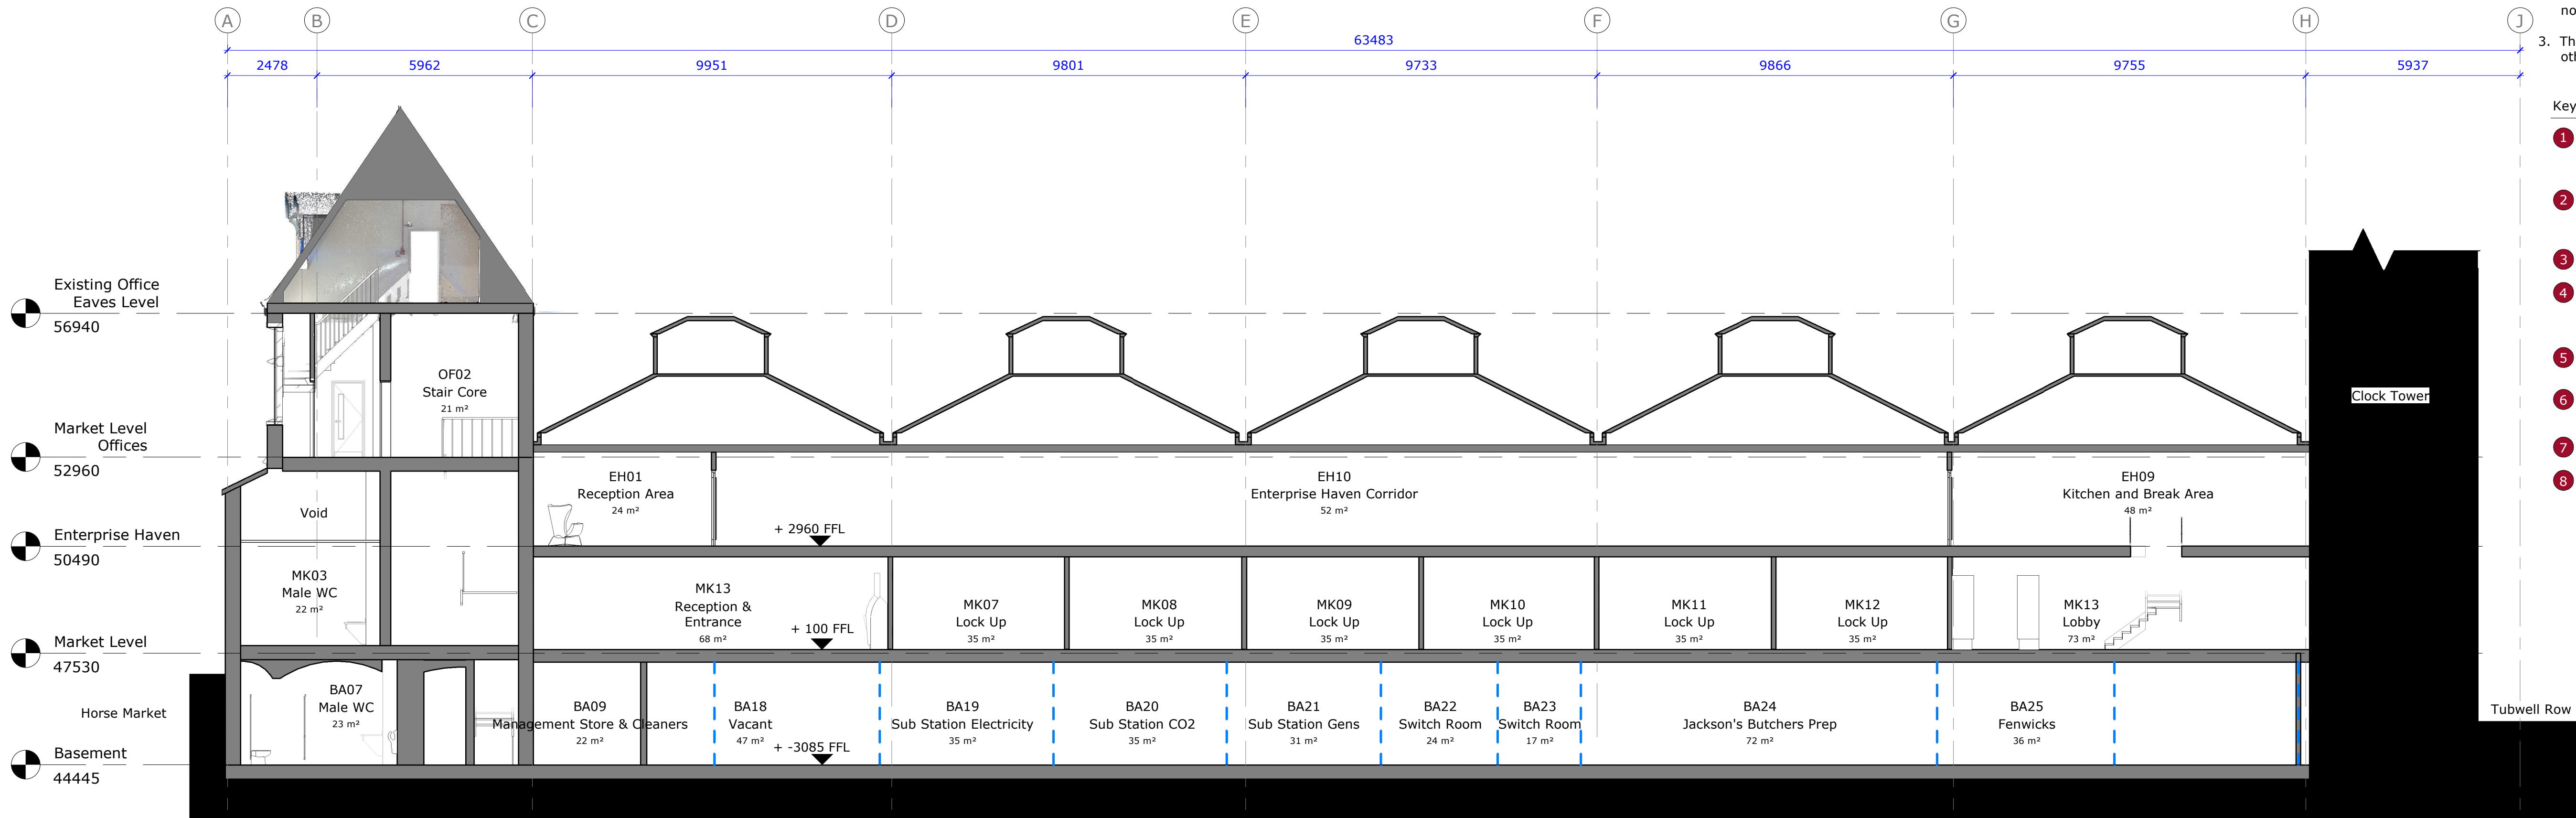 A
B
C
D
E
F
G
H
J
no
63483
3. Th
oth
2478
5962
9951
9801
9733
9866
9755
5937
Key
1
2
3
4
5
6
7
8
Existing Office
Eaves Level
56940
OF02
Stair Core
21 m²
Clock Tower
Market Level
Offices
52960
EH01
Reception Area
24 m²
EH10
Enterprise Haven Corridor
52 m²
EH09
Kitchen and Break Area
48 m²
Void
+ 2960 FFL
Enterprise Haven
50490
MK03
Male WC
22 m²
MK13
Reception &
Entrance
68 m²
MK07
Lock Up
35 m²
MK08
Lock Up
35 m²
MK09
Lock Up
35 m²
MK10
Lock Up
35 m²
MK11
Lock Up
35 m²
MK12
Lock Up
35 m²
MK13
Lobby
73 m²
+ 100 FFL
Market Level
47530
Horse Market
BA07
Male WC
23 m²
BA09
Management Store & Cleaners
22 m²
BA18
Vacant
47 m²
BA19
Sub Station Electricity
35 m²
BA20
Sub Station CO2
35 m²
BA21
Sub Station Gens
31 m²
BA22
Switch Room
24 m²
BA23
Switch Room
17 m²
BA24
Jackson's Butchers Prep
72 m²
BA25
Fenwicks
36 m²
Tubwell Row
+ -3085 FFL
Basement
44445